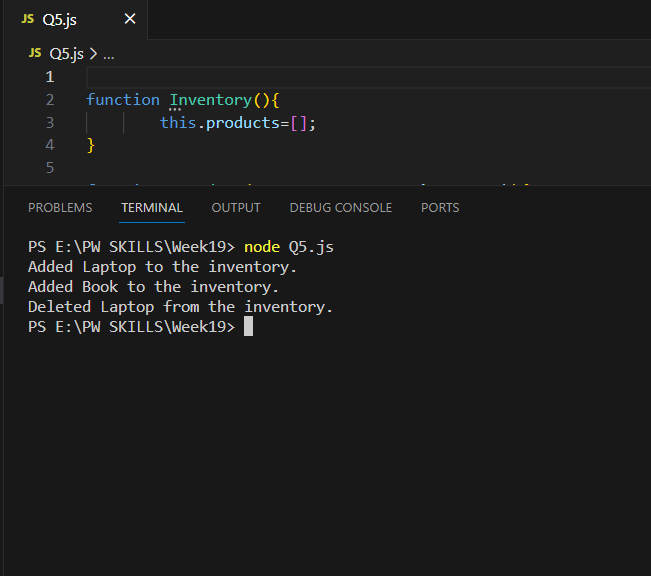 JS Q5.js ×
JS Q5.js > ...
1
2 function Inventory(){
3 this.products=[];
4 }
5
PROBLEMS TERMINAL OUTPUT DEBUG CONSOLE PORTS
PS E:\PW SKILLS\Week19> node Q5.js
Added Laptop to the inventory.
Added Book to the inventory.
Deleted Laptop from the inventory.
PS E:\PW SKILLS\Week19>